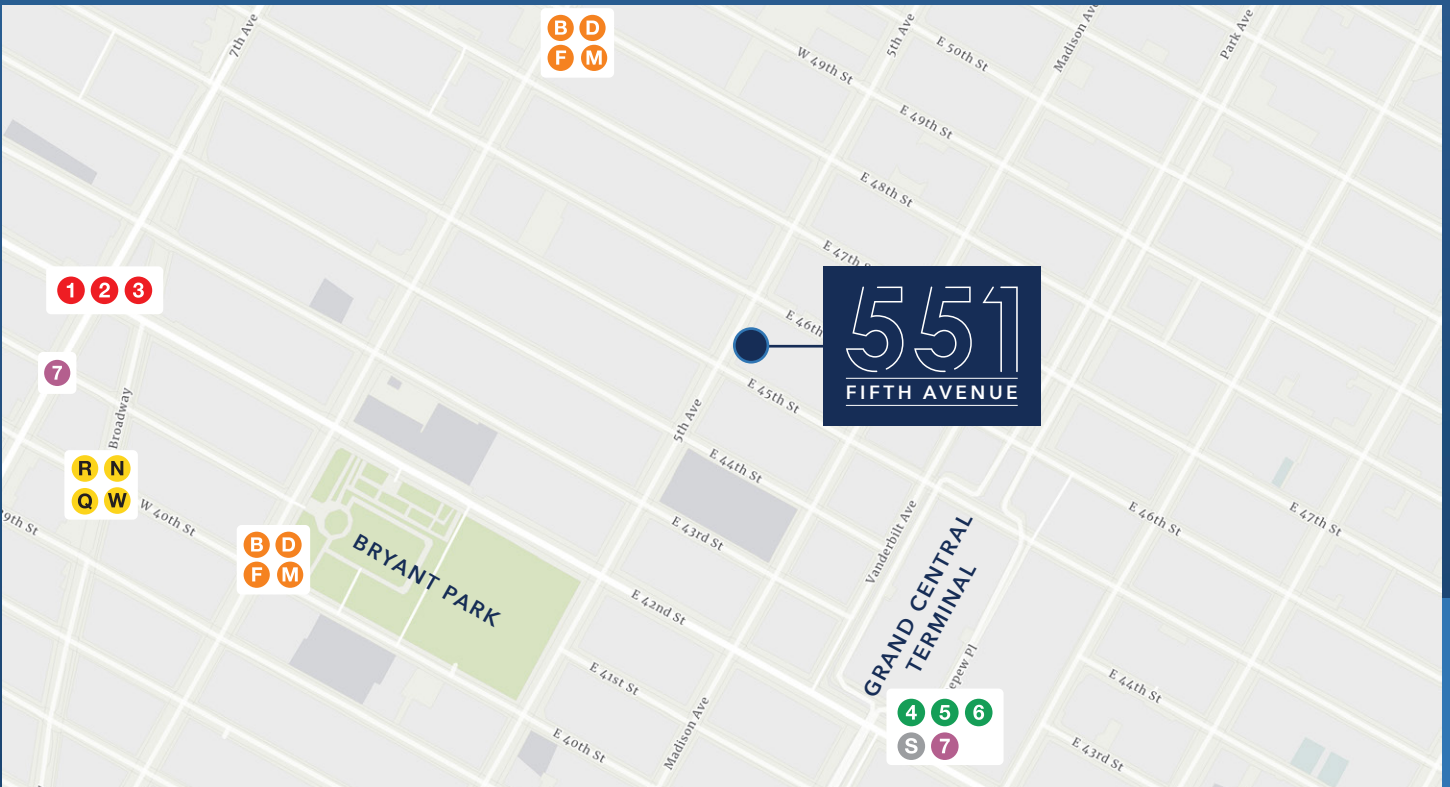 7th Ave
B D
F M
5th Ave
E 50th St
Madison Ave
Park Ave
W 49th St
E 49th St
E 48th St
E 47th S
1 2 3
551
FIFTH AVENUE
E 46th
7
E 45th St
Broadway
5th Ave
R N
Q W
E 44th St
W 40th St
9th St
E 43rd St
Vanderbilt Ave
E 46th St
E 47th St
B D
F M
BRYANT PARK
GRAND CENTRAL
TERMINAL
E 42nd St
E 41st St
epew Pl
E 44th St
Madison Ave
4 5 6
S 7
E 40th St
E 43rd St